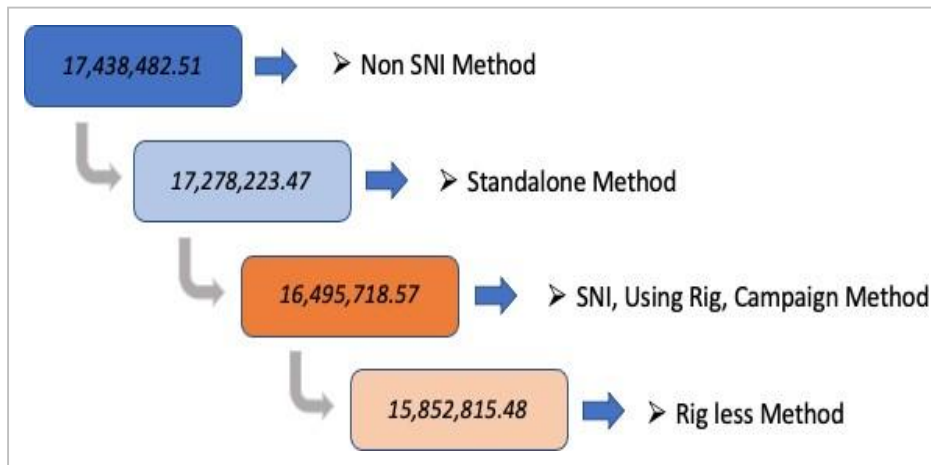 17,438,482.51 ➢ Non SNI Method
17,278,223.47 ➢ Standalone Method
16,495,718.57 ➢ SNI, Using Rig, Campaign Method
15,852,815.48 ➢ Rig less Method